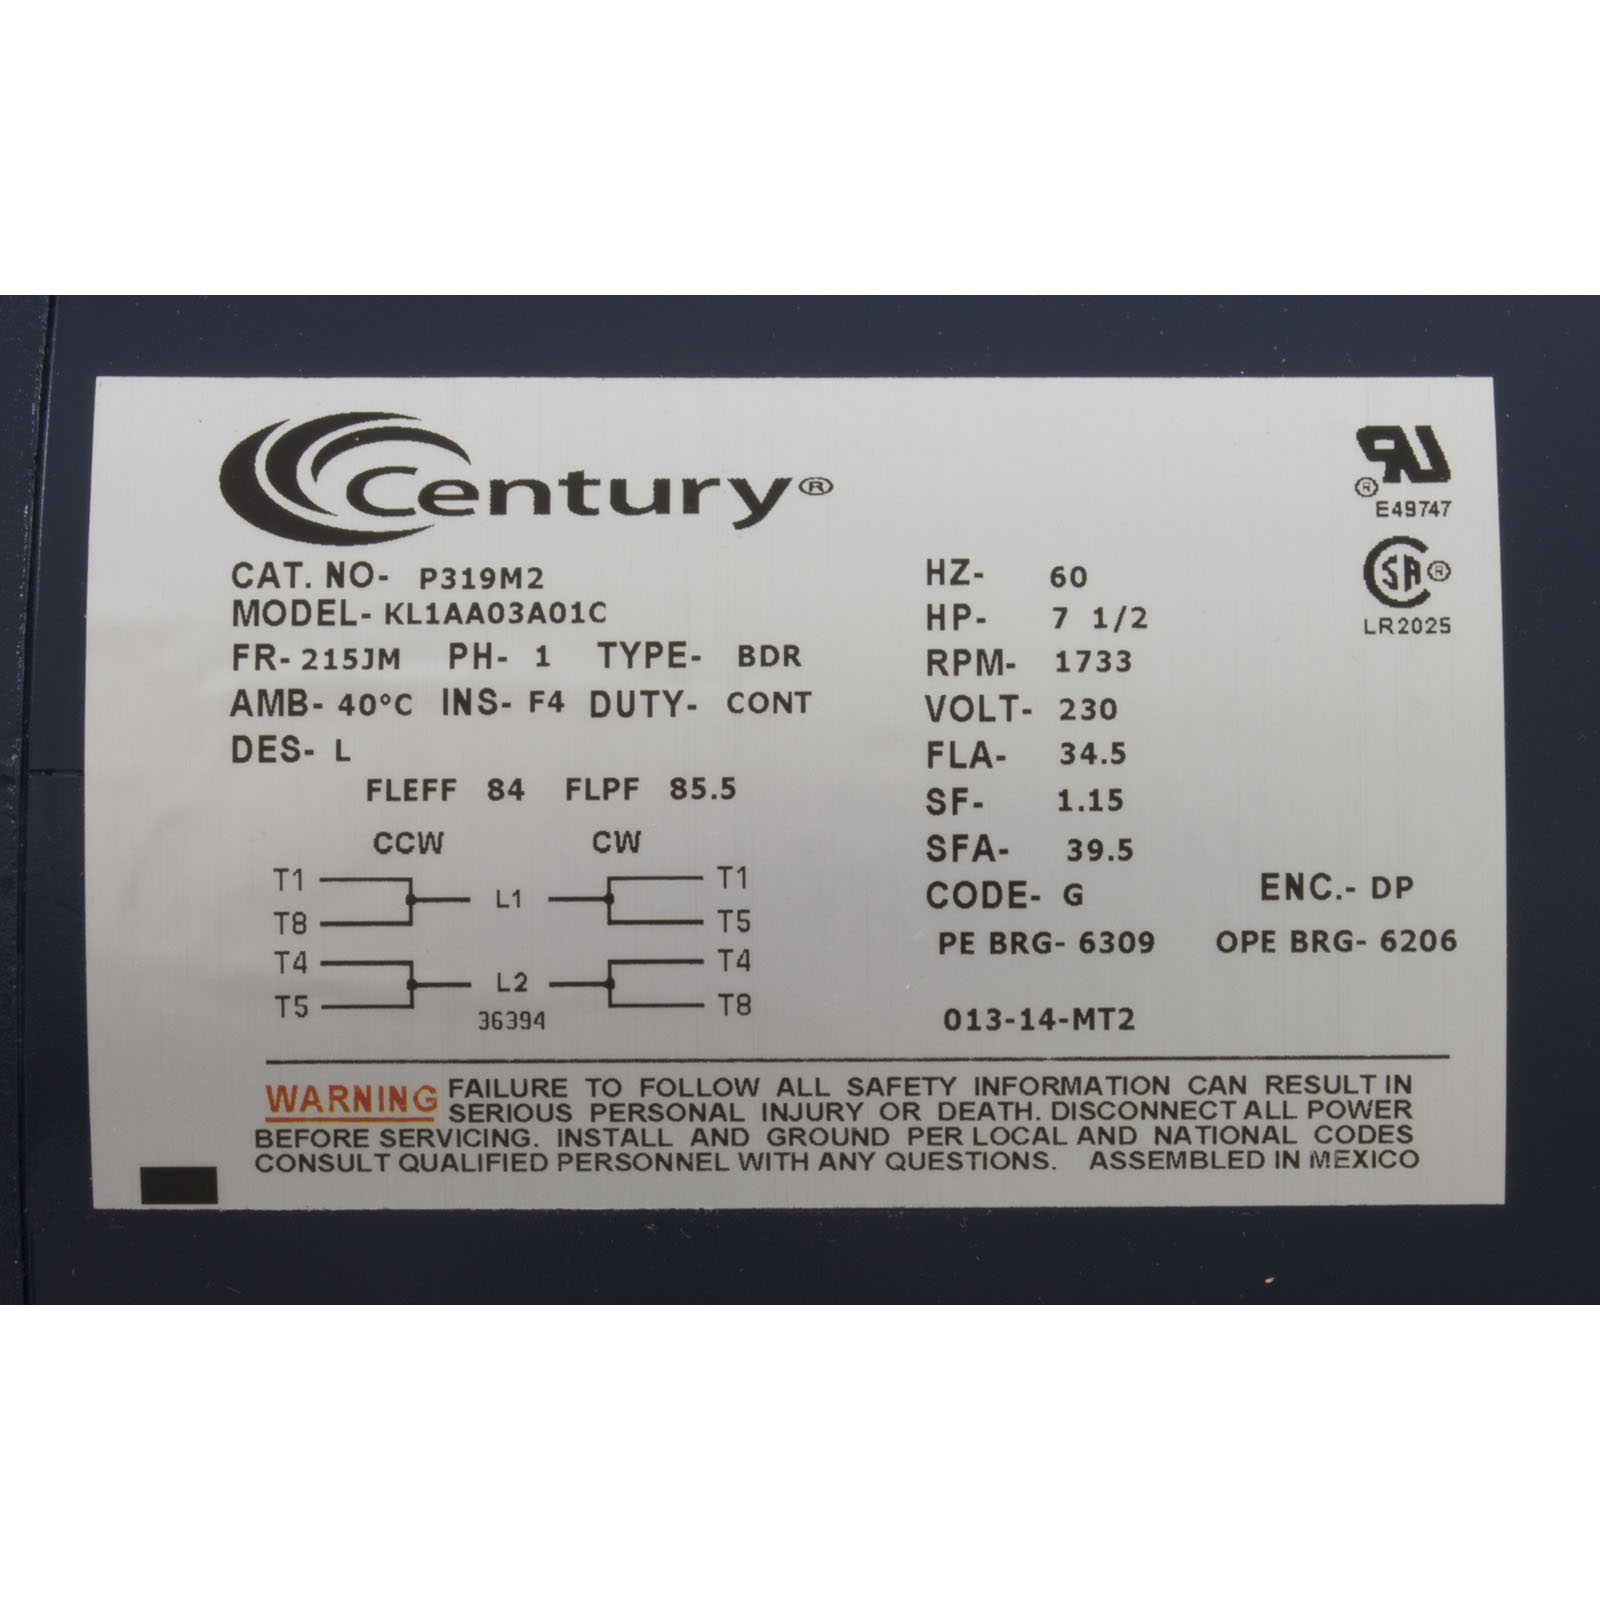 Century®
CAT. NO- P319M2
MODEL- KL1AA03A01C
FR- 215JM PH- 1 TYPE- BDR
AMB- 40°C INS- F4 DUTY- CONT
DES- L
FLEFF 84 FLPF 85.5
CCW CW
T1 T1
L1
T8 T5
T4 T4
L2
T5 T8
36394
HZ- 60
HP- 7 1/2
RPM- 1733
VOLT- 230
FLA- 34.5
SF- 1.15
SFA- 39.5
CODE- G ENC.- DP
PE BRG- 6309 OPE BRG- 6206
013-14-MT2
RU ®
E49747
SA ®
LR2025
WARNING FAILURE TO FOLLOW ALL SAFETY INFORMATION CAN RESULT IN
SERIOUS PERSONAL INJURY OR DEATH. DISCONNECT ALL POWER
BEFORE SERVICING. INSTALL AND GROUND PER LOCAL AND NATIONAL CODES
CONSULT QUALIFIED PERSONNEL WITH ANY QUESTIONS. ASSEMBLED IN MEXICO